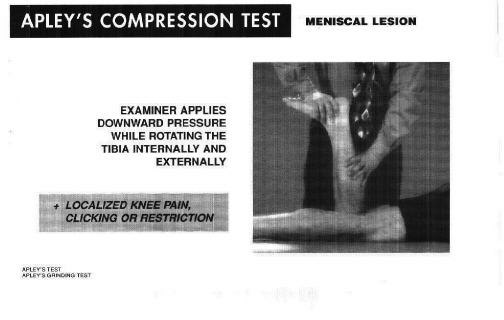 APLEY'S COMPRESSION TEST
MENISCAL LESION
EXAMINER APPLIES
DOWNWARD PRESSURE
WHILE ROTATING THE
TIBIA INTERNALLY AND
EXTERNALLY
+ LOCALIZED KNEE PAIN,
CLICKING OR RESTRICTION
APLEY'S TEST
APLEY'S GRINDING TEST